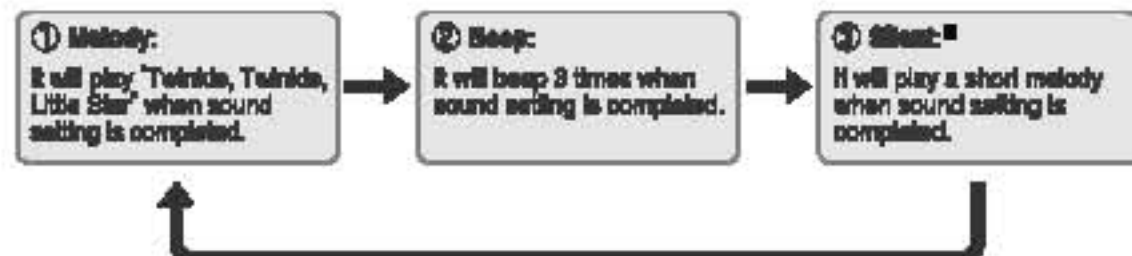 ① Melody:
It will play "Twinkle, Twinkle,
Little Star" when sound
setting is completed.
② Beep:
It will beep 3 times when
sound setting is completed.
③ Silent:■
It will play a short melody
when sound setting is
completed.